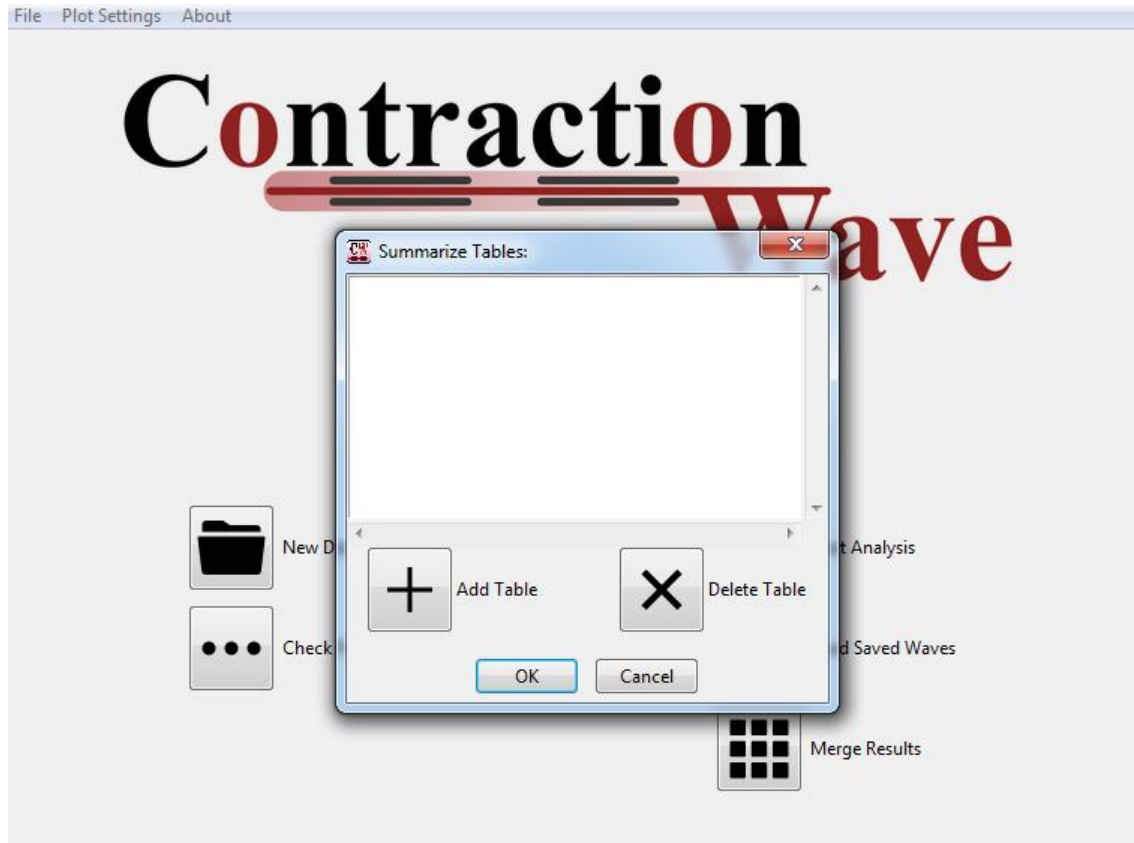 File Plot Settings About
Contraction
Wave
Summarize Tables:
New D
t Analysis
Add Table
Delete Table
Check
d Saved Waves
OK Cancel
Merge Results